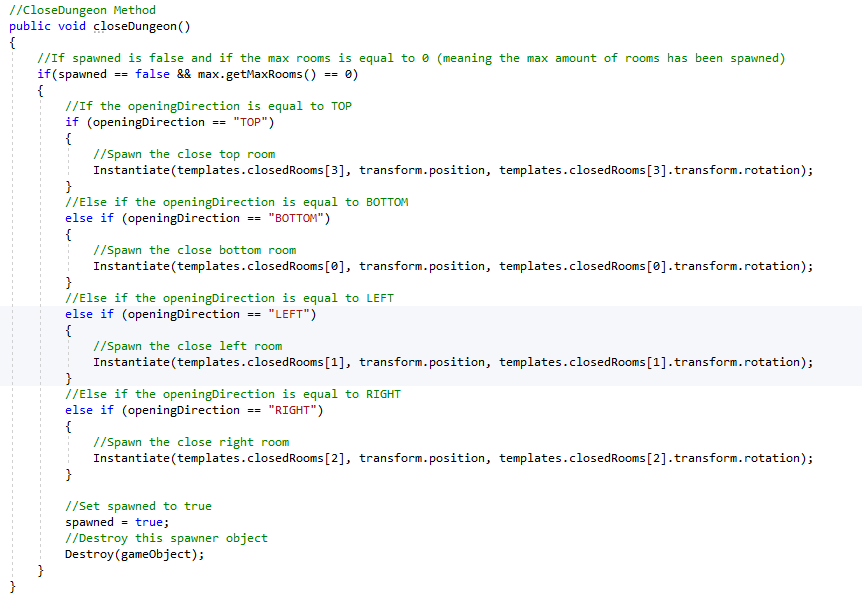 //CloseDungeon Method
public void closeDungeon()
{
//If spawned is false and if the max rooms is equal to 0 (meaning the max amount of rooms has been spawned)
if(spawned == false && max.getMaxRooms() == 0)
{
//If the openingDirection is equal to TOP
if (openingDirection == "TOP")
{
//Spawn the close top room
Instantiate(templates.closedRooms[3], transform.position, templates.closedRooms[3].transform.rotation);
}
//Else if the openingDirection is equal to BOTTOM
else if (openingDirection == "BOTTOM")
{
//Spawn the close bottom room
Instantiate(templates.closedRooms[0], transform.position, templates.closedRooms[0].transform.rotation);
}
//Else if the openingDirection is equal to LEFT
else if (openingDirection == "LEFT")
{
//Spawn the close left room
Instantiate(templates.closedRooms[1], transform.position, templates.closedRooms[1].transform.rotation);
}
//Else if the openingDirection is equal to RIGHT
else if (openingDirection == "RIGHT")
{
//Spawn the close right room
Instantiate(templates.closedRooms[2], transform.position, templates.closedRooms[2].transform.rotation);
}
//Set spawned to true
spawned = true;
//Destroy this spawner object
Destroy(gameObject);
}
}